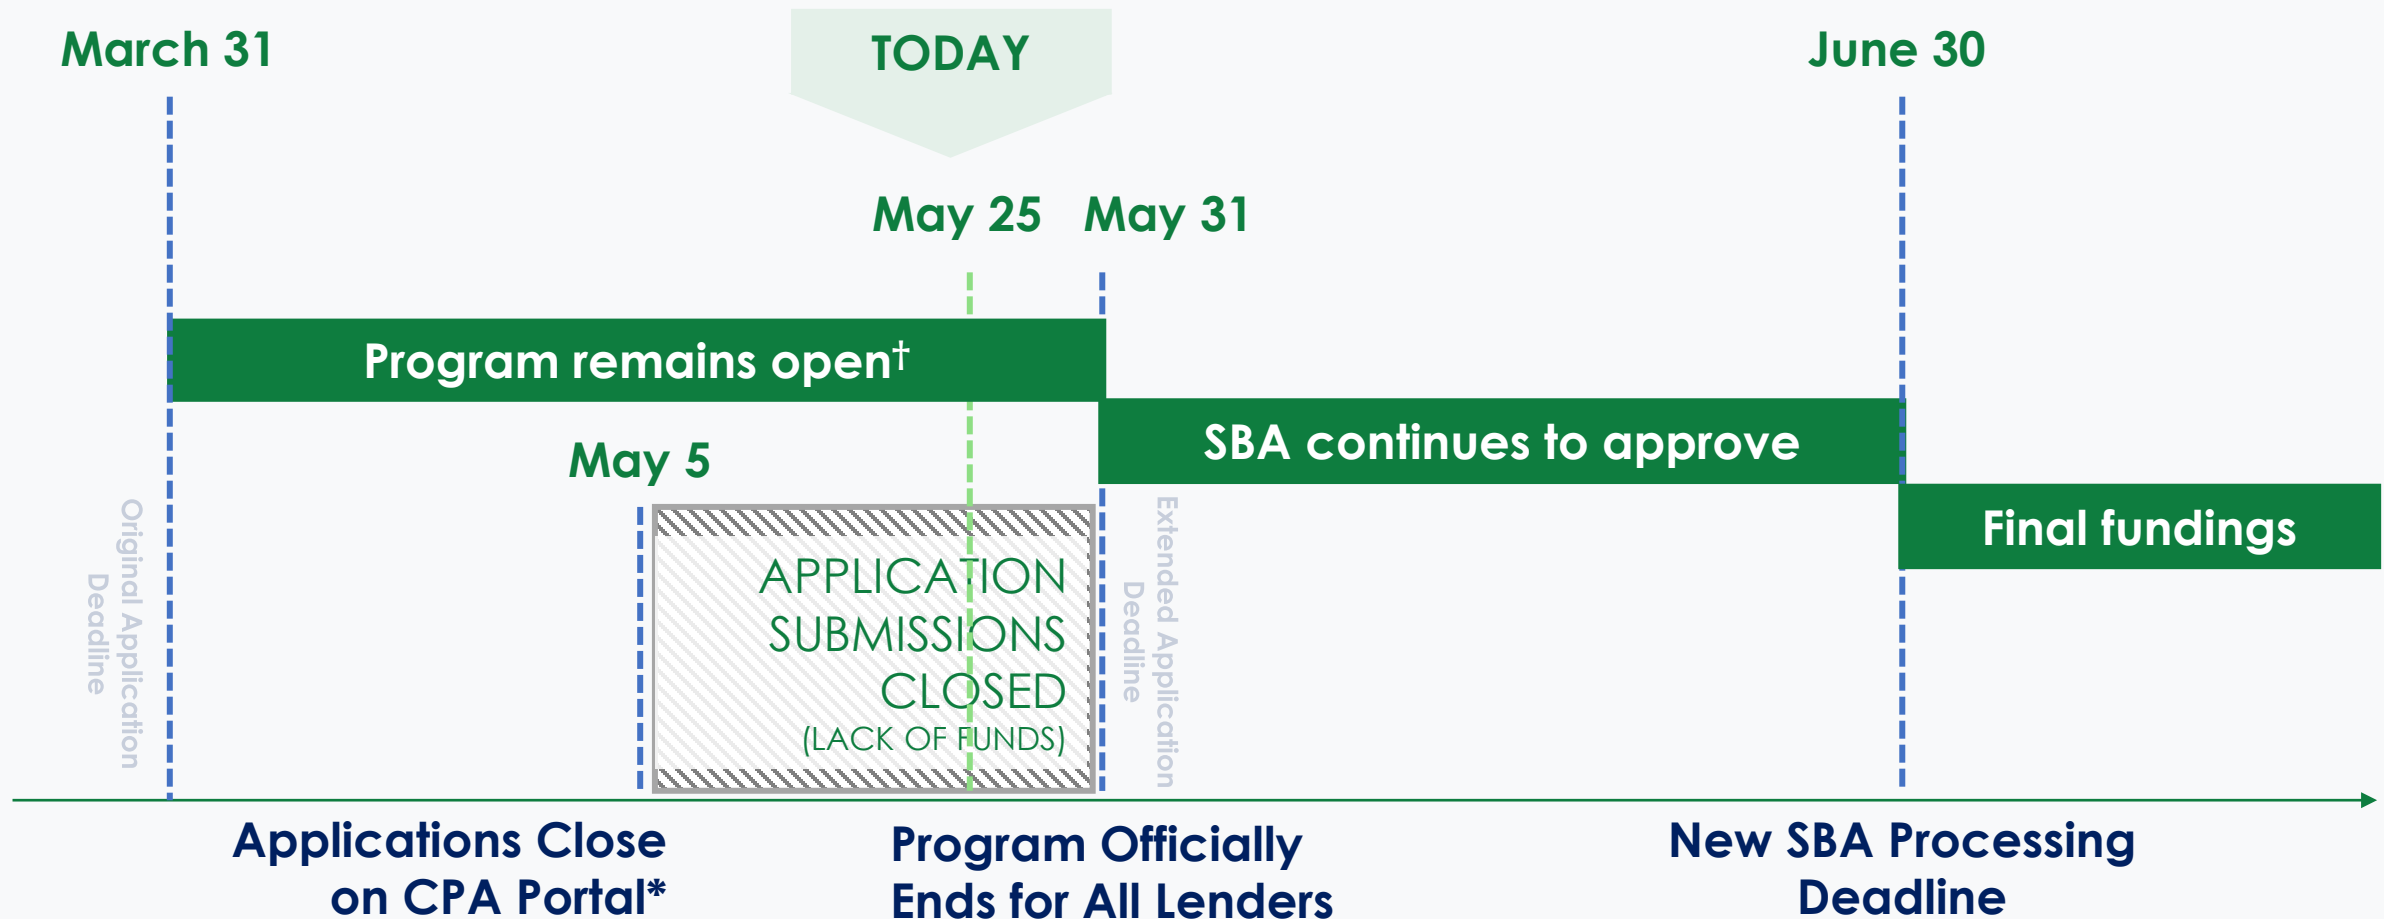 March 31
TODAY
June 30
May 25
May 31
Program remains open†
SBA continues to approve
May 5
Final fundings
Original Application
Deadline
APPLICATION
SUBMISSIONS
CLOSED
(LACK OF FUNDS)
Extended Application
Deadline
Applications Close
on CPA Portal*
Program Officially
Ends for All Lenders
New SBA Processing
Deadline